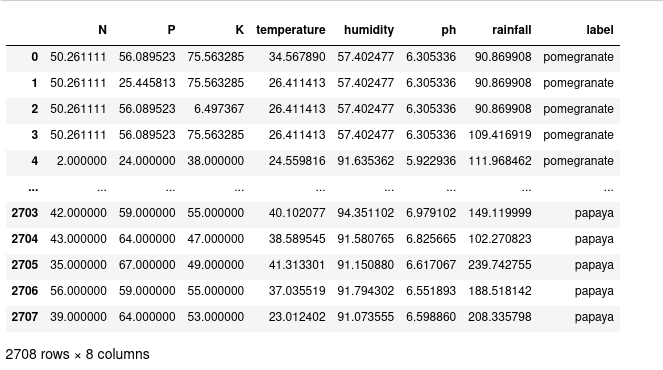 N P K temperature humidity ph rainfall label
0 50.261111 56.089523 75.563285 34.567890 57.402477 6.305336 90.869908 pomegranate
1 50.261111 25.445813 75.563285 26.411413 57.402477 6.305336 90.869908 pomegranate
2 50.261111 56.089523 6.497367 26.411413 57.402477 6.305336 90.869908 pomegranate
3 50.261111 56.089523 75.563285 26.411413 57.402477 6.305336 109.416919 pomegranate
4 2.000000 24.000000 38.000000 24.559816 91.635362 5.922936 111.968462 pomegranate
... ... ... ... ... ... ... ... ...
2703 42.000000 59.000000 55.000000 40.102077 94.351102 6.979102 149.119999 papaya
2704 43.000000 64.000000 47.000000 38.589545 91.580765 6.825665 102.270823 papaya
2705 35.000000 67.000000 49.000000 41.313301 91.150880 6.617067 239.742755 papaya
2706 56.000000 59.000000 55.000000 37.035519 91.794302 6.551893 188.518142 papaya
2707 39.000000 64.000000 53.000000 23.012402 91.073555 6.598860 208.335798 papaya
2708 rows × 8 columns